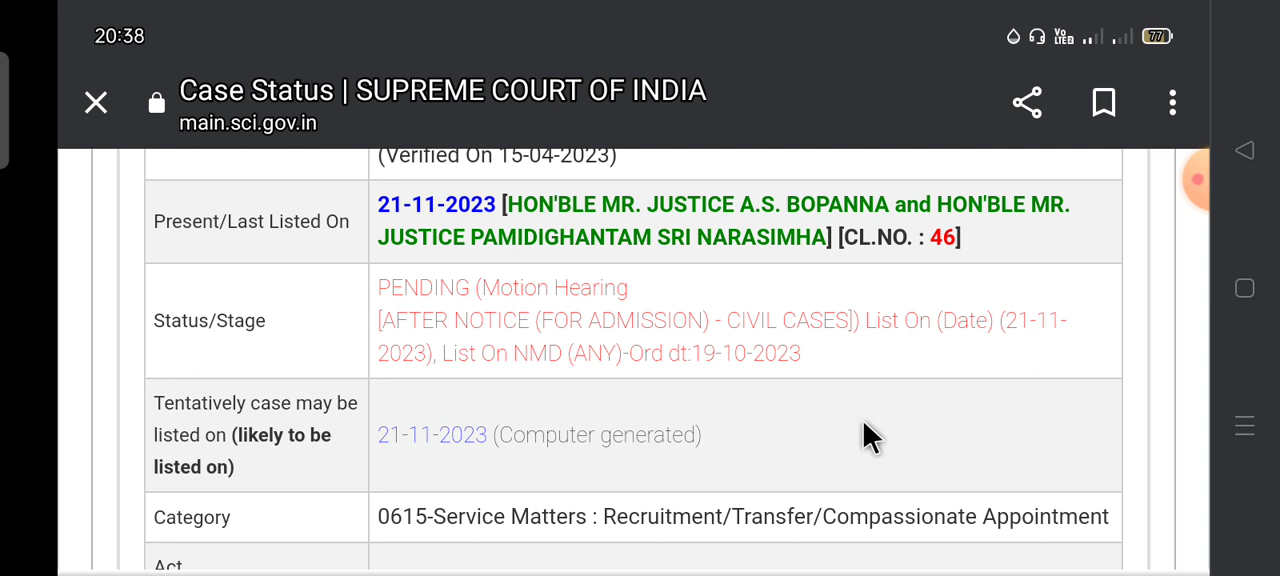 20:38
Vo
LTE2
77
Case Status | SUPREME COURT OF INDIA
main.sci.gov.in
(Verified On 15-04-2023)
Present/Last Listed On
21-11-2023 [HON'BLE MR. JUSTICE A.S. BOPANNA and HON'BLE MR.
JUSTICE PAMIDIGHANTAM SRI NARASIMHA] [CL.NO. : 46]
Status/Stage
PENDING (Motion Hearing
[AFTER NOTICE (FOR ADMISSION) - CIVIL CASES]) List On (Date) (21-11-
2023), List On NMD (ANY)-Ord dt:19-10-2023
Tentatively case may be
listed on (likely to be
listed on)
21-11-2023 (Computer generated)
Category
0615-Service Matters : Recruitment/Transfer/Compassionate Appointment
Act